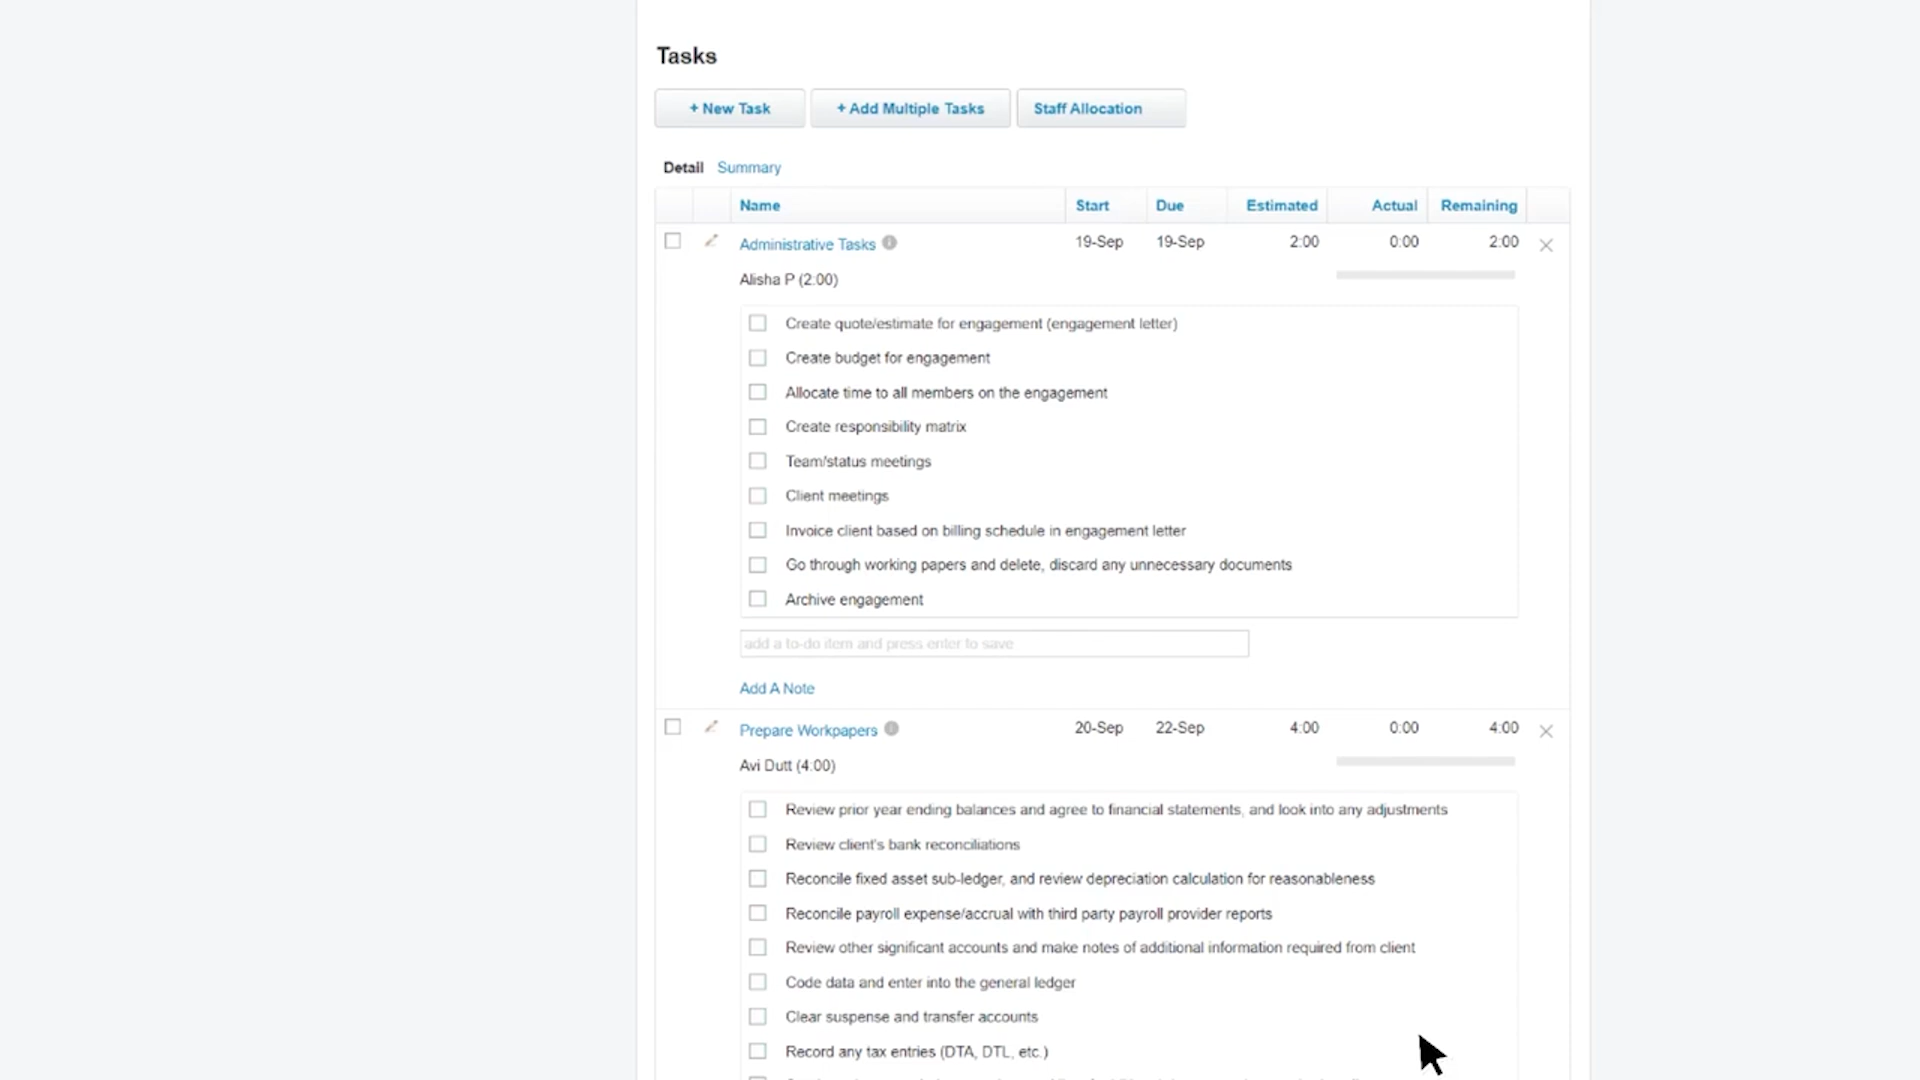 Tasks
+ New Task + Add Multiple Tasks Staff Allocation
Detail Summary
Name Start Due Estimated Actual Remaining
Administrative Tasks 19-Sep 19-Sep 2:00 0:00 2:00
Alisha P (2:00)
Create quote/estimate for engagement (engagement letter)
Create budget for engagement
Allocate time to all members on the engagement
Create responsibility matrix
Team/status meetings
Client meetings
Invoice client based on billing schedule in engagement letter
Go through working papers and delete, discard any unnecessary documents
Archive engagement
add a to-do item and press enter to save
Add A Note
Prepare Workpapers 20-Sep 22-Sep 4:00 0:00 4:00
Avi Dutt (4:00)
Review prior year ending balances and agree to financial statements, and look into any adjustments
Review client's bank reconciliations
Reconcile fixed asset sub-ledger, and review depreciation calculation for reasonableness
Reconcile payroll expense/accrual with third party payroll provider reports
Review other significant accounts and make notes of additional information required from client
Code data and enter into the general ledger
Clear suspense and transfer accounts
Record any tax entries (DTA, DTL, etc.)